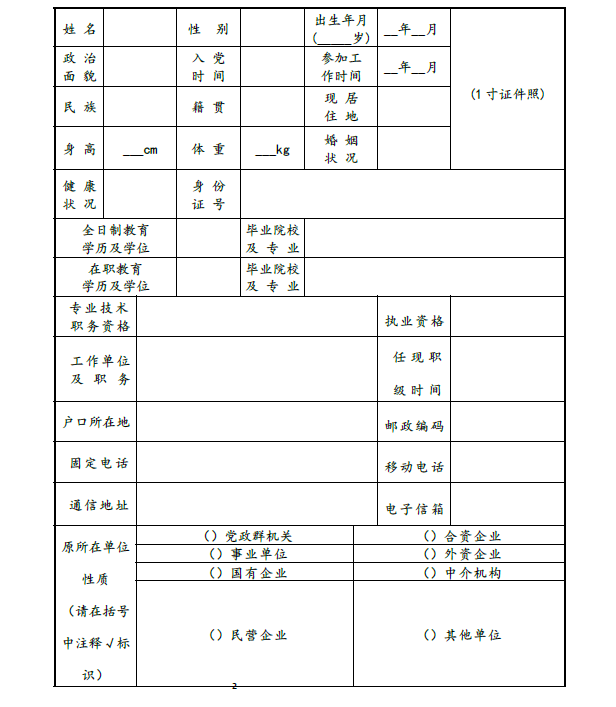 姓 名
性 别
出生年月
(_____岁)
__年__月
(1寸证件照)
政治
面貌
入 党
时间
参加工
作时间
__年__月
民 族
籍 贯
现 居
住 地
身 高
___cm
体 重
___kg
婚 姻
状 况
健 康
状 况
身 份
证 号
全日制教育
学历及学位
毕业院校
及 专 业
在职教育
学历及学位
毕业院校
及 专 业
专业技术
职务资格
执业资格
工作单位
及 职 务
任 现 职
级 时 间
户口所在地
邮政编码
固定电话
移动电话
通信地址
电子信箱
原所在单位
性质
（请在括号
中注释√标
识）
() 党政群机关
() 合资企业
() 事业单位
() 外资企业
() 国有企业
() 中介机构
() 民营企业
() 其他单位
2